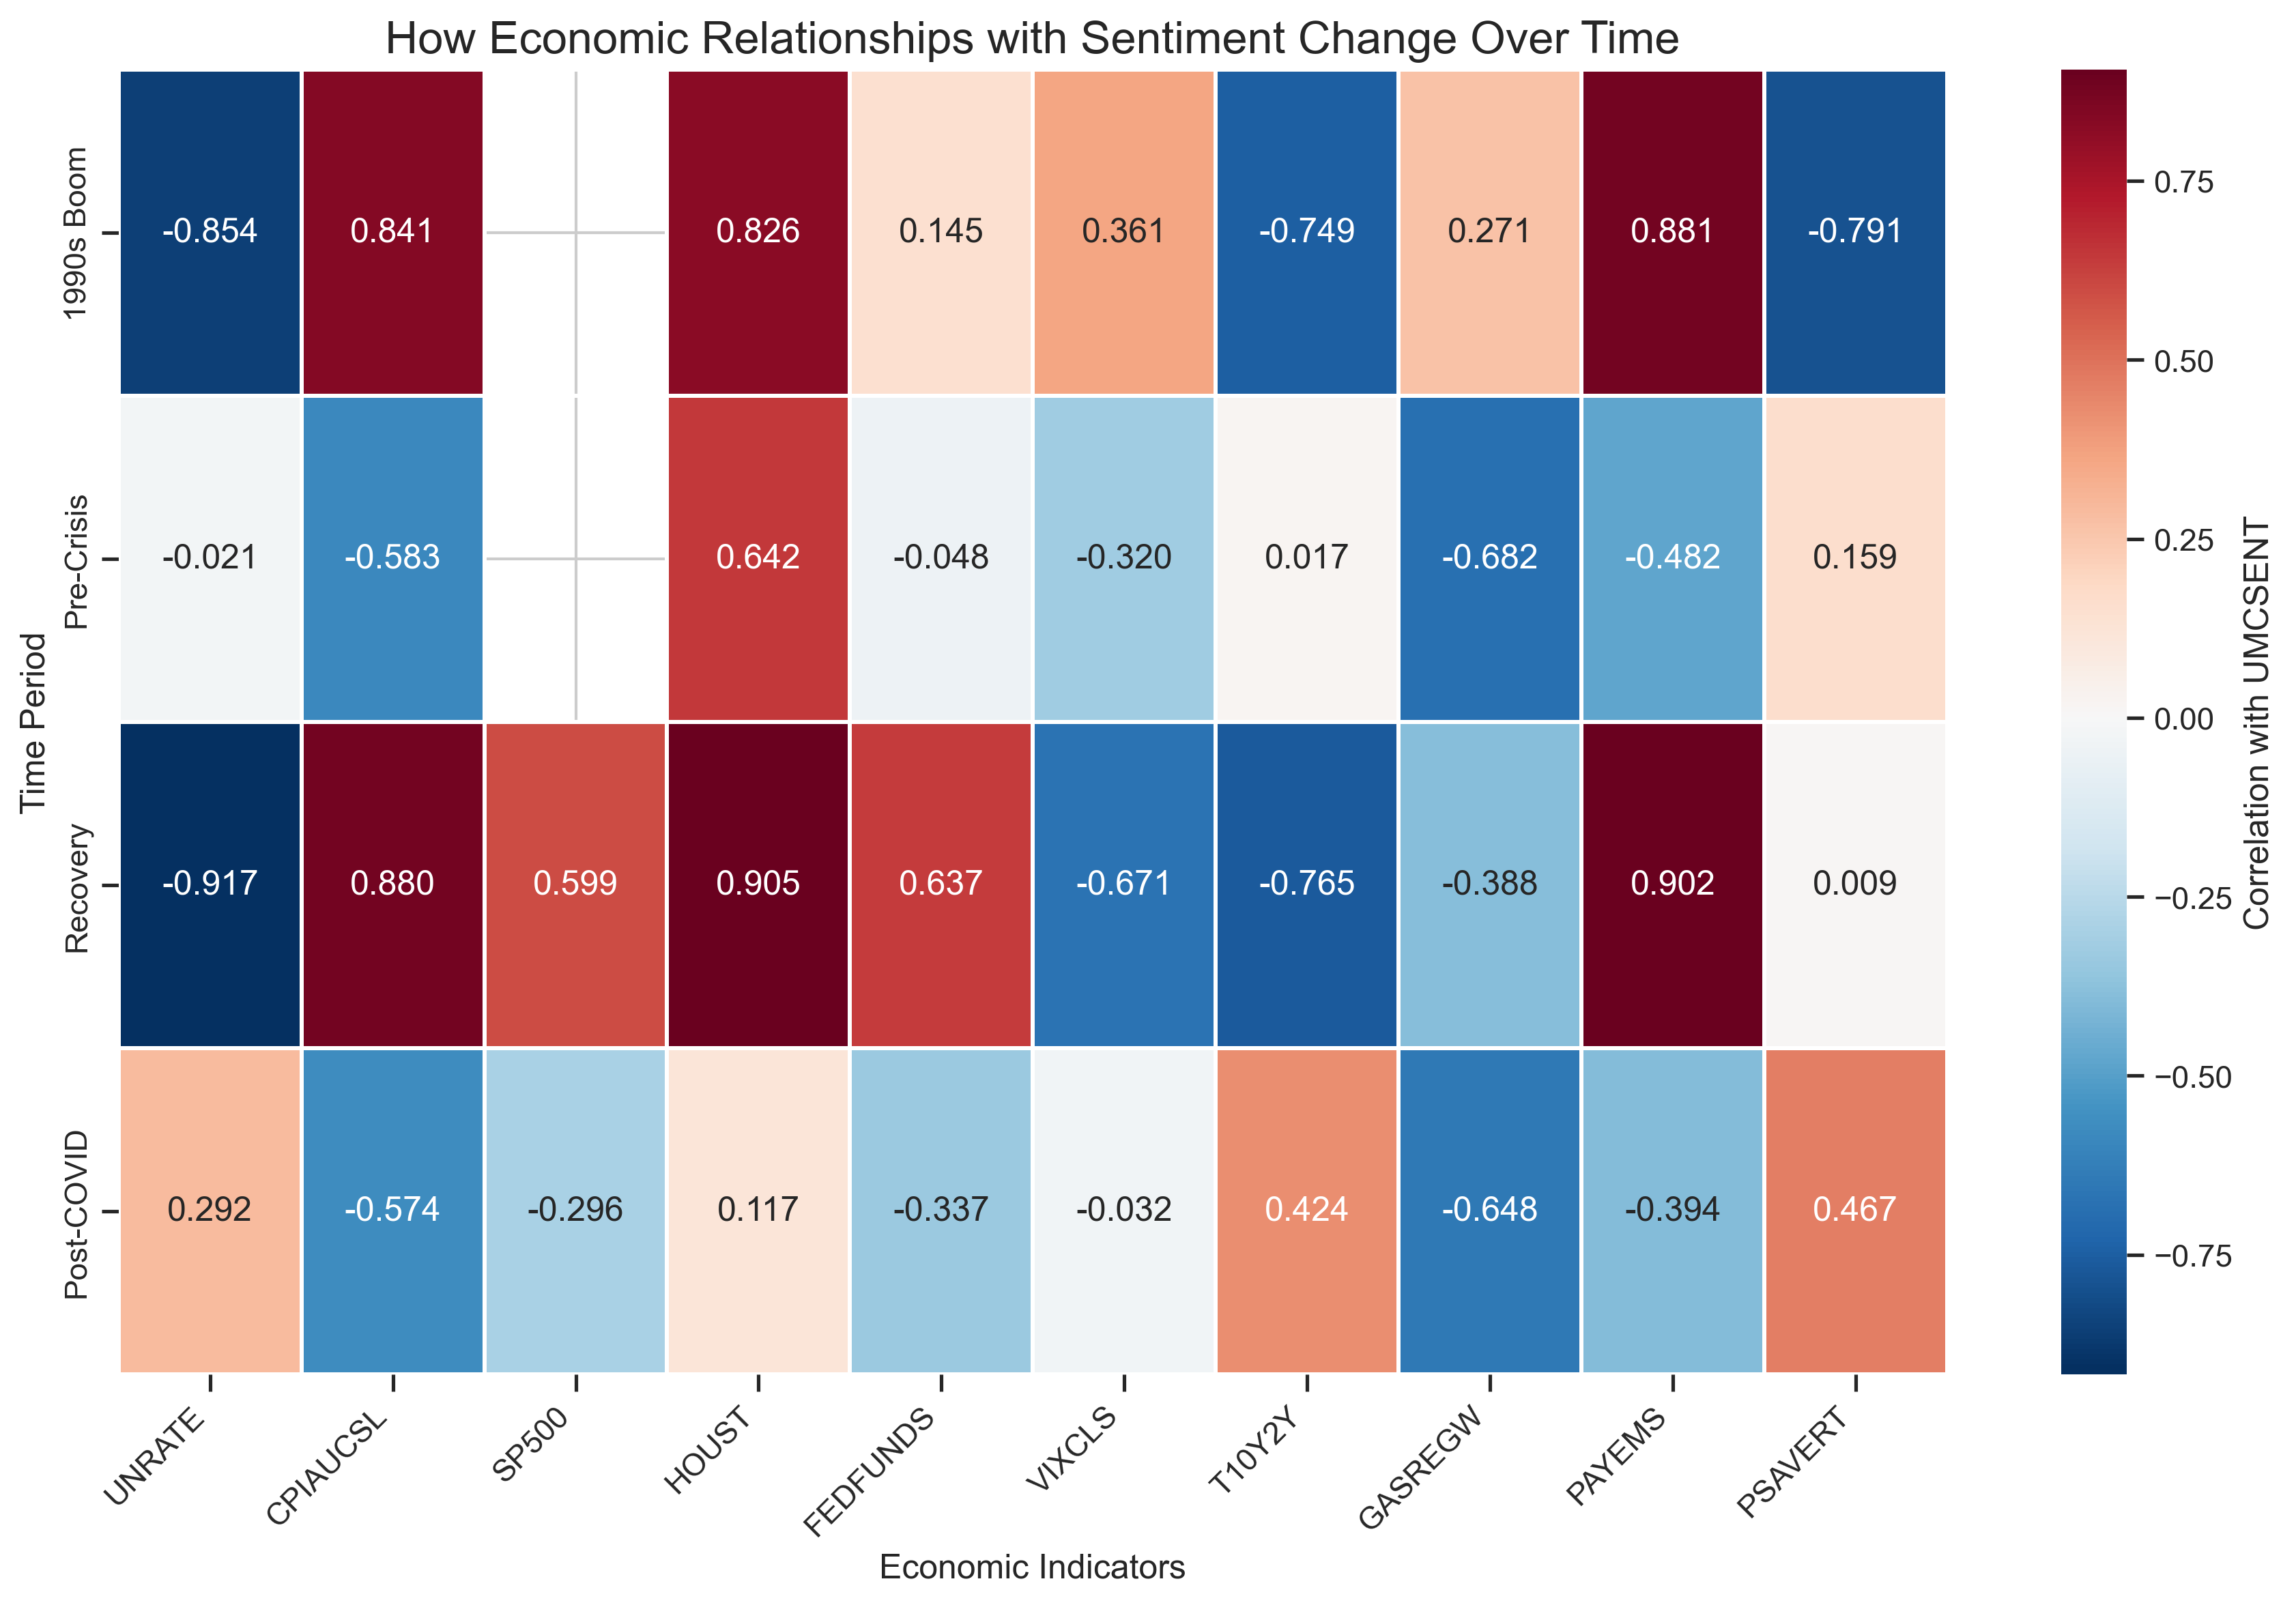 How Economic Relationships with Sentiment Change Over Time
Time Period
1990s Boom
-0.854 0.841 0.826 0.145 0.361 -0.749 0.271 0.881 -0.791
Pre-Crisis
-0.021 -0.583 0.642 -0.048 -0.320 0.017 -0.682 -0.482 0.159
Recovery
-0.917 0.880 0.599 0.905 0.637 -0.671 -0.765 -0.388 0.902 0.009
Post-COVID
0.292 -0.574 -0.296 0.117 -0.337 -0.032 0.424 -0.648 -0.394 0.467
UNRATE CPIAUCSL SP500 HOUST FEDFUNDS VIXCLS T10Y2Y GASREGW PAYEMS PSAVERT
Economic Indicators
0.75
0.50
0.25
0.00
−0.25
−0.50
−0.75
Correlation with UMCSENT